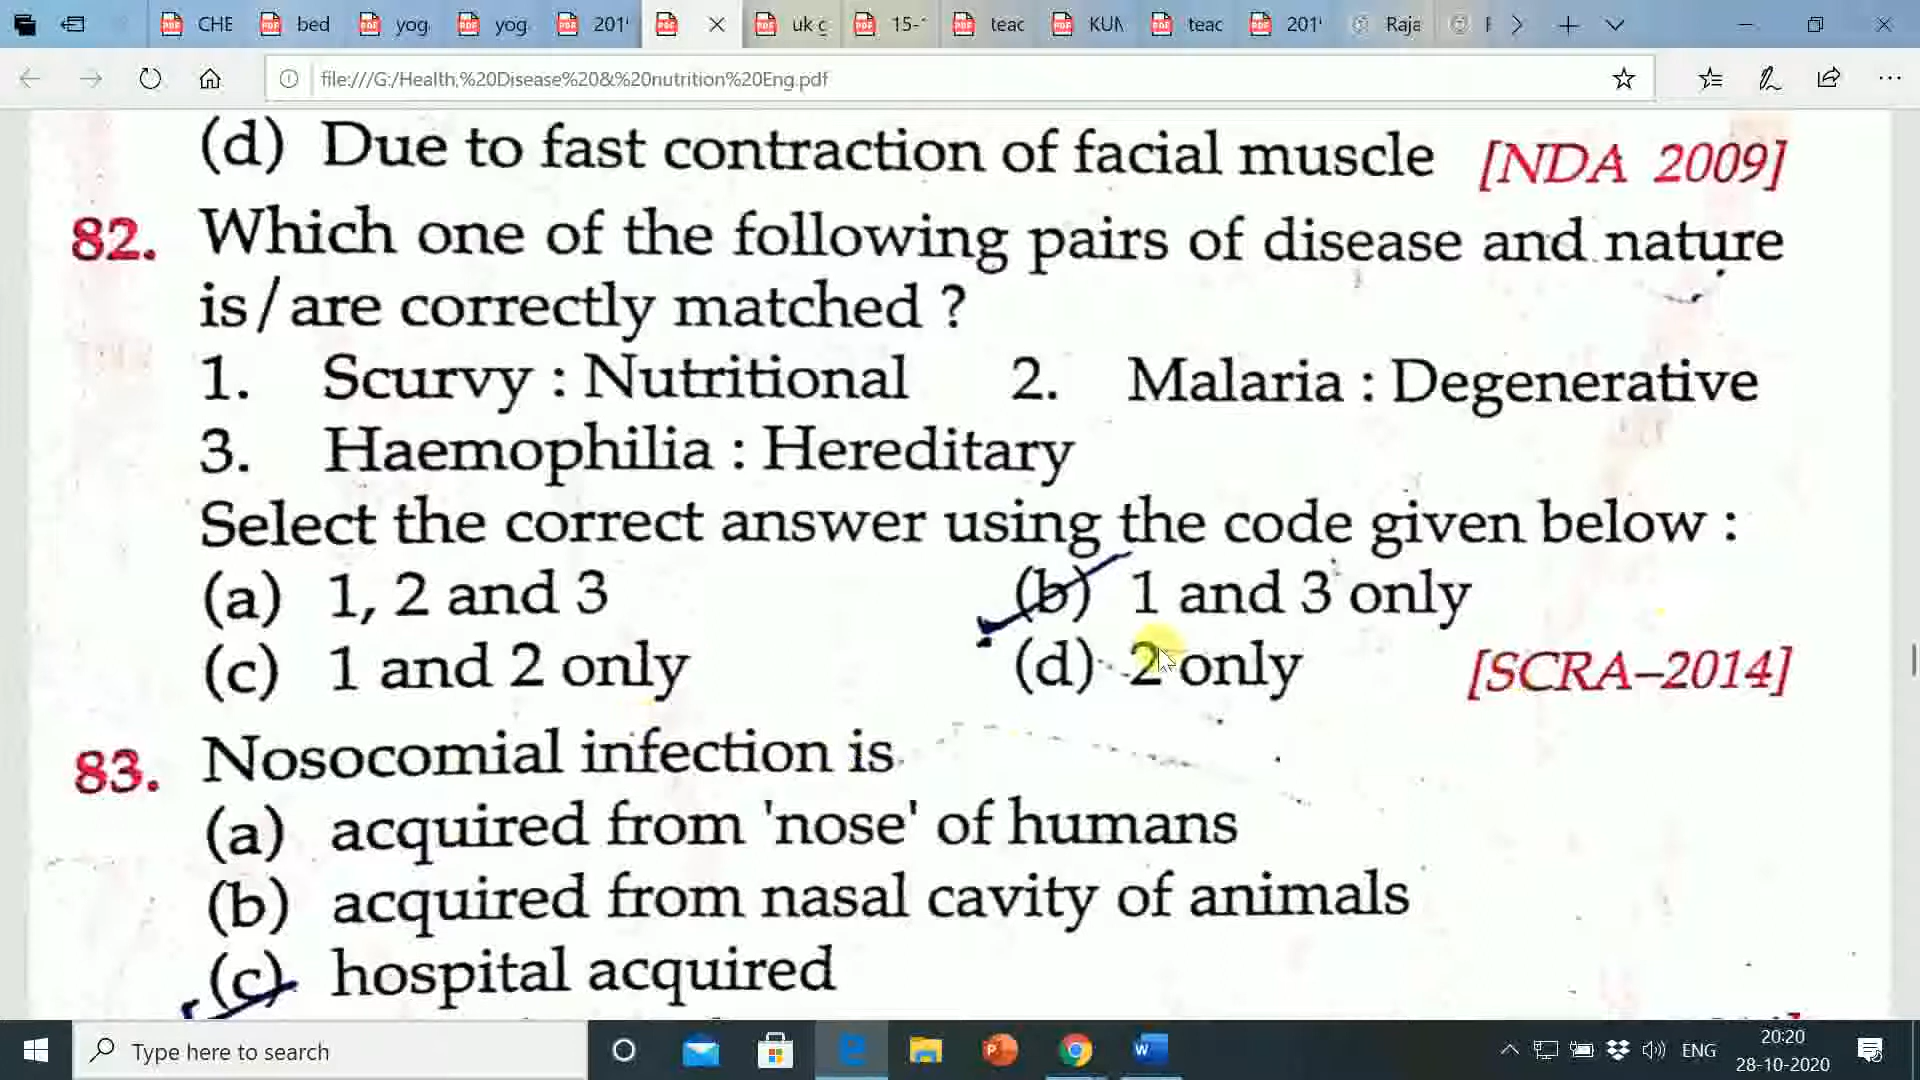 CHE bed yog yog 201 uk g 15- teac KUM teac 201 Raja
file:///G:/Health,%20Disease%20&%20nutrition%20Eng.pdf
(d) Due to fast contraction of facial muscle [NDA 2009]
82. Which one of the following pairs of disease and nature
is/are correctly matched ?
1. Scurvy : Nutritional 2. Malaria : Degenerative
3. Haemophilia : Hereditary
Select the correct answer using the code given below :
(a) 1, 2 and 3 (b) 1 and 3 only
(c) 1 and 2 only (d) 2 only [SCRA–2014]
83. Nosocomial infection is
(a) acquired from 'nose' of humans
(b) acquired from nasal cavity of animals
(c) hospital acquired
Type here to search
ENG
20:20
28-10-2020